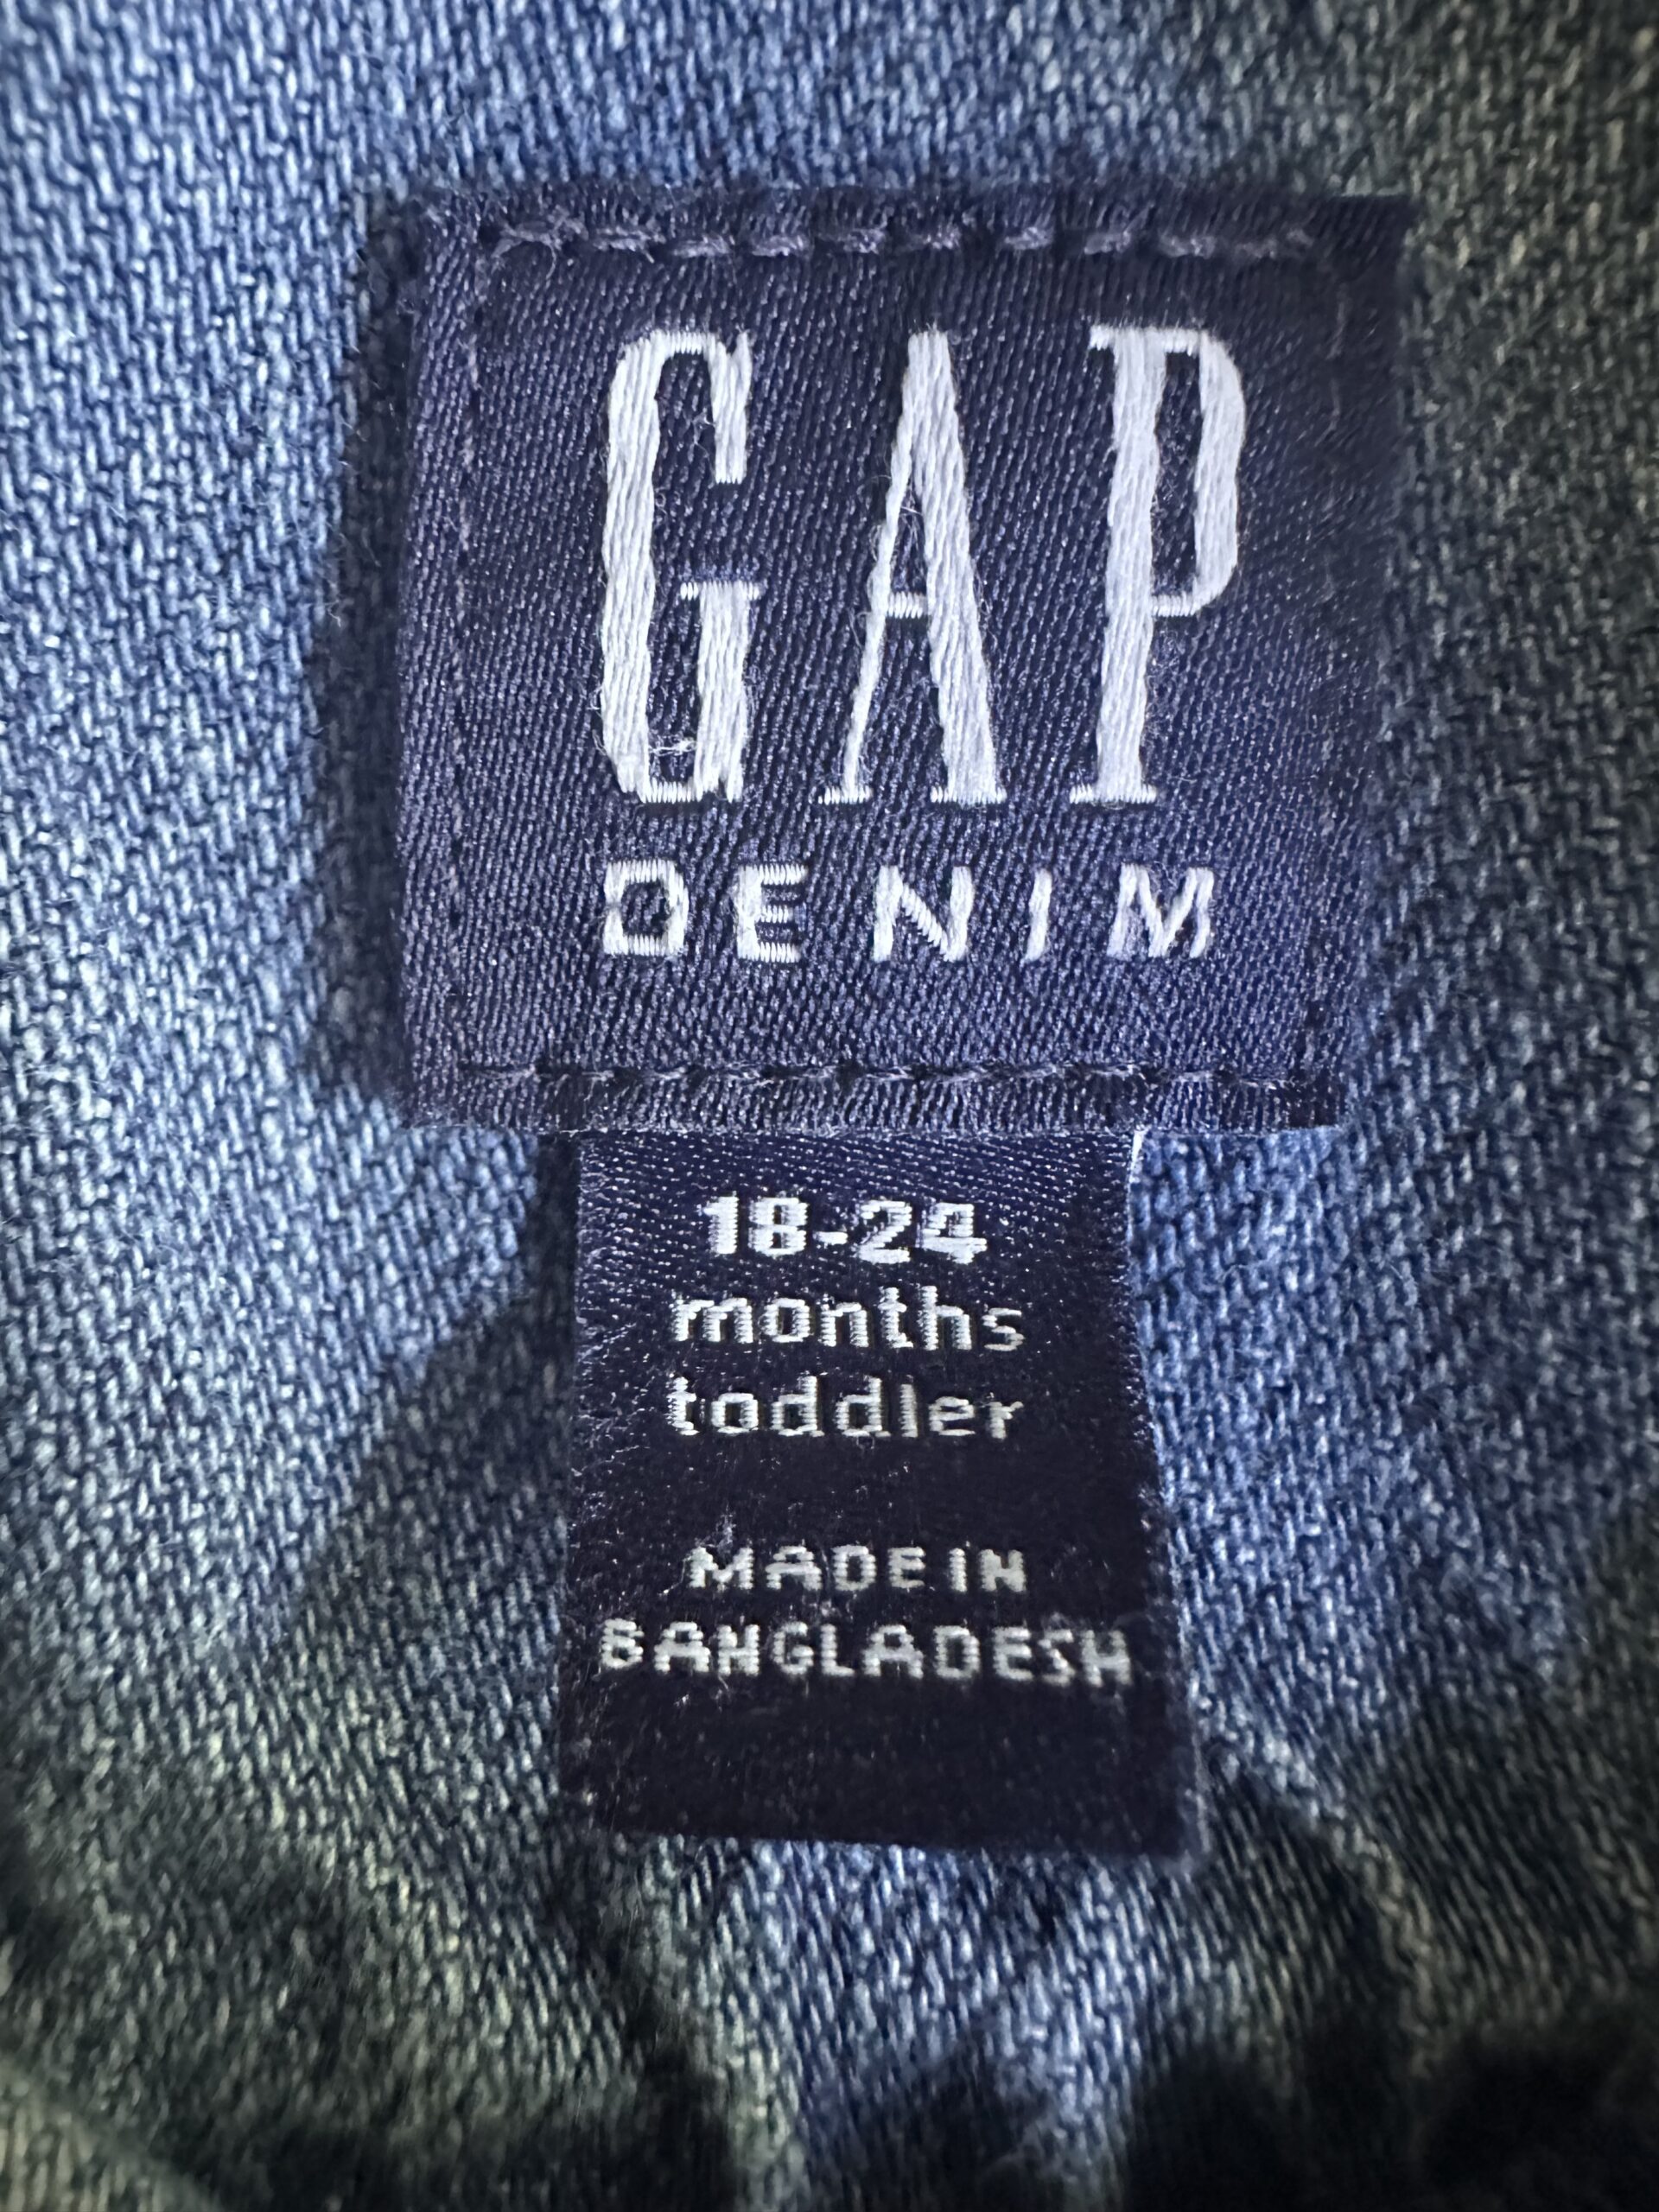 GAP
DENIM
18-24
months
toddler
MADE IN
BANGLADESH